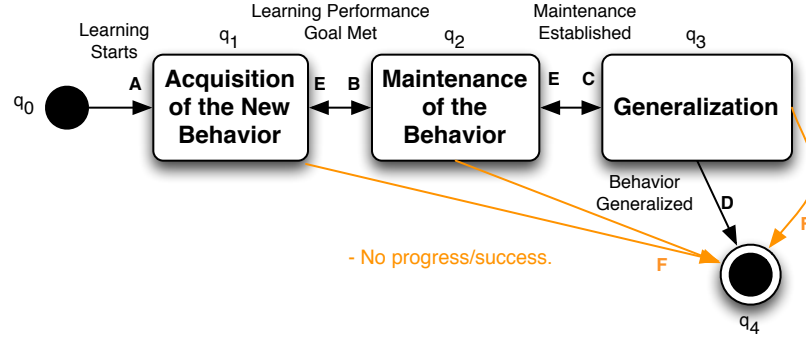 Learning
Starts
q1
Learning Performance
Goal Met
q2
Maintenance
Established
q3
q0
A
Acquisition
of the New
Behavior
E
B
Maintenance
of the
Behavior
E
C
Generalization
Behavior
Generalized
D
F
- No progress/success.
F
q4